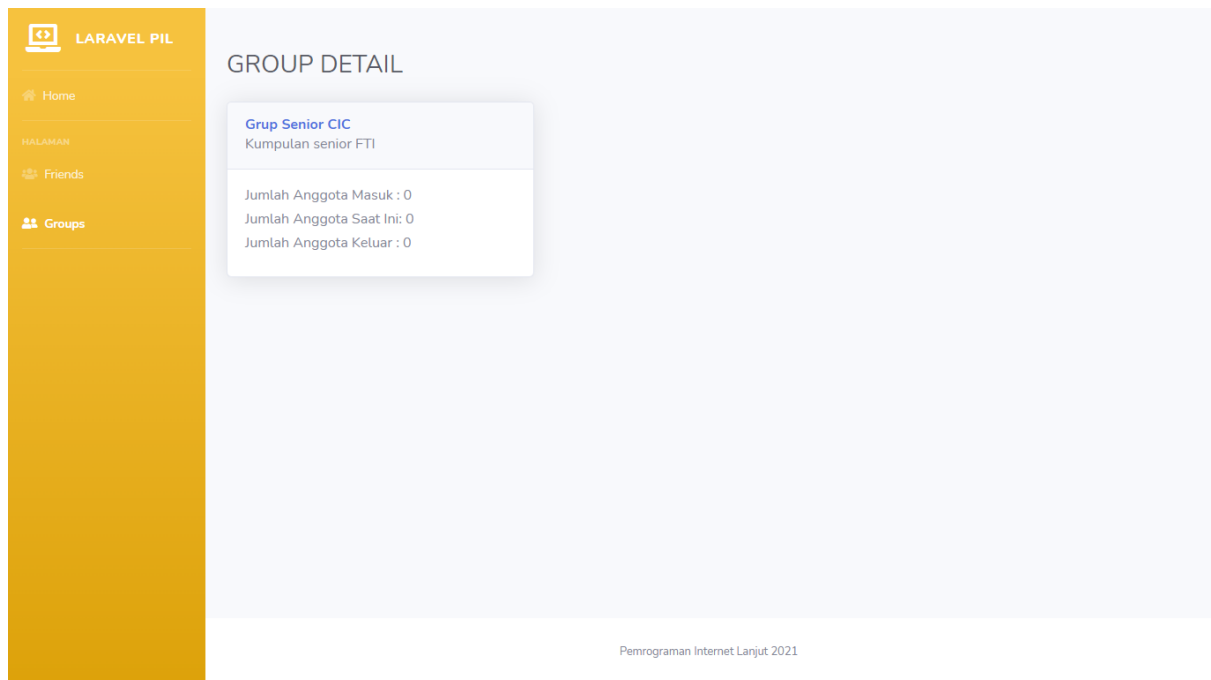 LARAVEL PIL
Home
HALAMAN
Friends
Groups
GROUP DETAIL
Grup Senior CIC
Kumpulan senior FTI
Jumlah Anggota Masuk : 0
Jumlah Anggota Saat Ini: 0
Jumlah Anggota Keluar : 0
Pemrograman Internet Lanjut 2021